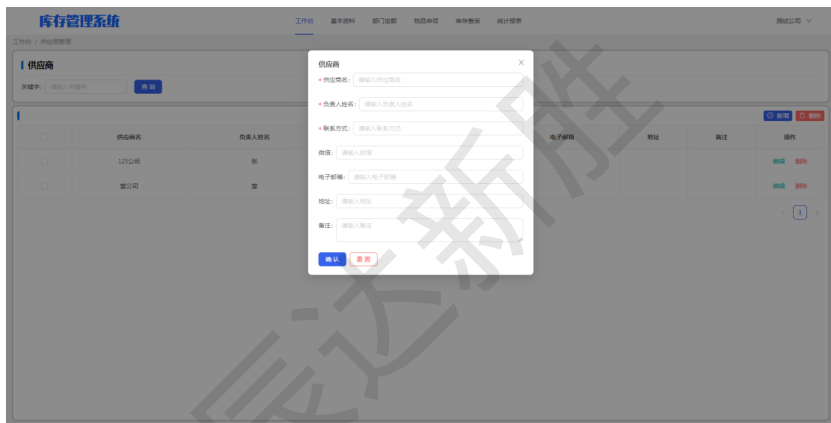 库存管理系统
工作台 基本资料 部门定额 物品申领 库存查询 统计报表
测试公司
工作台 / 供应商管理
供应商
关键字： 请输入关键字 查 询
新增 删除
供应商名 负责人姓名 电子邮箱 地址 备注 操作
123公司 张 编辑 删除
雷公司 雷 编辑 删除
1
供应商 X
* 供应商名： 请输入供应商名
* 负责人姓名： 请输入负责人姓名
* 联系方式： 请输入联系方式
微信： 请输入微信
电子邮箱： 请输入电子邮箱
地址： 请输入地址
备注： 请输入备注
确 认 重 置
辰达新胜